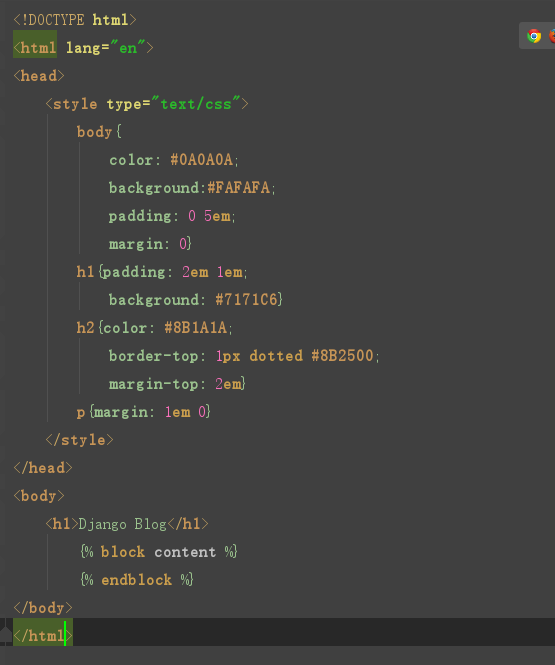 <!DOCTYPE html>
<html lang="en">
<head>
    <style type="text/css">
        body{
            color: #0A0A0A;
            background:#FAFAFA;
            padding: 0 5em;
            margin: 0}
        h1{padding: 2em 1em;
            background: #7171C6}
        h2{color: #8B1A1A;
            border-top: 1px dotted #8B2500;
            margin-top: 2em}
        p{margin: 1em 0}
    </style>
</head>
<body>
    <h1>Django Blog</h1>
        {% block content %}
        {% endblock %}
</body>
</html>